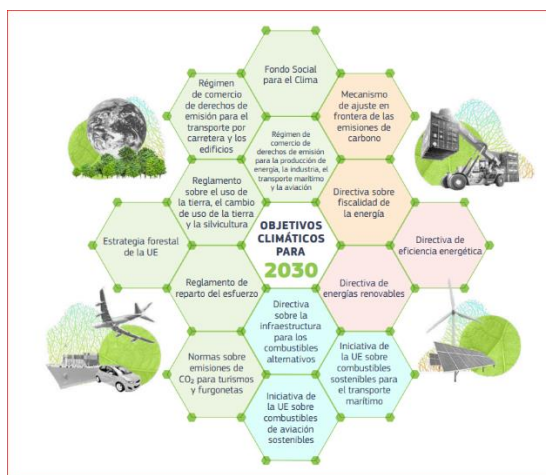 Fondo Social
para el Clima
Régimen
de comercio
de derechos de
emisión para el
transporte por
carretera y los
edificios
Mecanismo
de ajuste en
frontera de las
emisiones de
carbono
Régimen de
comercio de
derechos de emisión
para la producción de
energía, la industria, el
transporte marítimo
y la aviación
Reglamento
sobre el uso de
la tierra, el cambio
de uso de la tierra
y la silvicultura
Directiva sobre
fiscalidad de
la energía
Estrategia forestal
de la UE
OBJETIVOS
CLIMÁTICOS
PARA
2030
Directiva de
eficiencia energética
Reglamento de
reparto del esfuerzo
Directiva de
energías renovables
Directiva
sobre la
infraestructura
para los
combustibles
alternativos
Normas sobre
emisiones de
CO₂ para turismos
y furgonetas
Iniciativa de
la UE sobre
combustibles
sostenibles para
el transporte
marítimo
Iniciativa de
la UE sobre
combustibles
de aviación
sostenibles